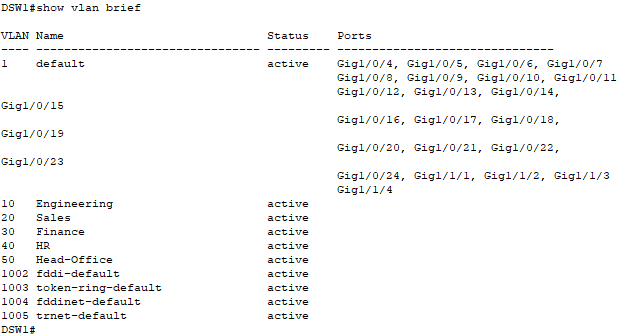 DSW1#show vlan brief
VLAN Name                             Status    Ports
---- -------------------------------- --------- -------------------------------
1    default                          active    Gig1/0/4, Gig1/0/5, Gig1/0/6, Gig1/0/7
                                                Gig1/0/8, Gig1/0/9, Gig1/0/10, Gig1/0/11
                                                Gig1/0/12, Gig1/0/13, Gig1/0/14,
Gig1/0/15
                                                Gig1/0/16, Gig1/0/17, Gig1/0/18,
Gig1/0/19
                                                Gig1/0/20, Gig1/0/21, Gig1/0/22,
Gig1/0/23
                                                Gig1/0/24, Gig1/1/1, Gig1/1/2, Gig1/1/3
                                                Gig1/1/4
10   Engineering                      active
20   Sales                            active
30   Finance                          active
40   HR                               active
50   Head-Office                      active
1002 fddi-default                     active
1003 token-ring-default               active
1004 fddinet-default                  active
1005 trnet-default                    active
DSW1#